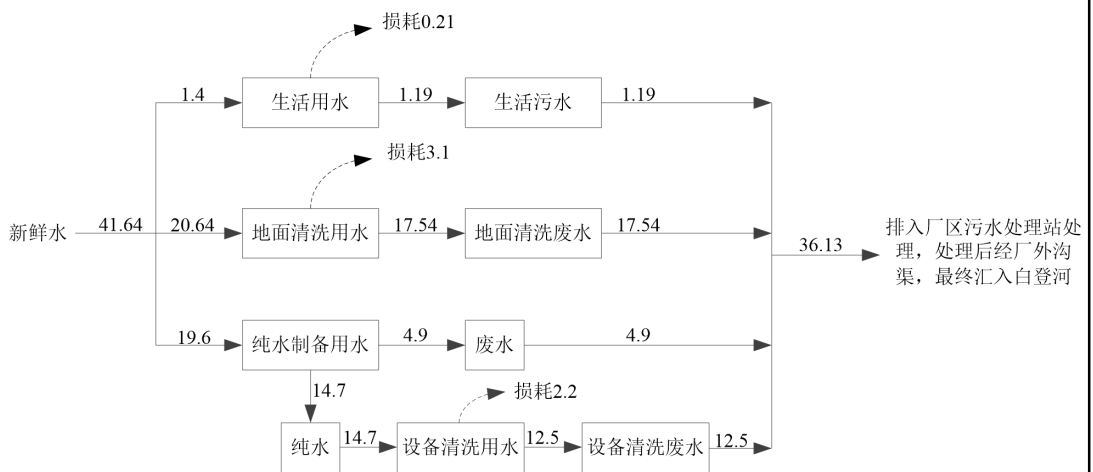 损耗0.21
1.4
生活用水
1.19
生活污水
1.19
损耗3.1
新鲜水
41.64
20.64
地面清洗用水
17.54
地面清洗废水
17.54
36.13
排入厂区污水处理站处
理，处理后经厂外沟
渠，最终汇入白登河
19.6
纯水制备用水
4.9
废水
4.9
14.7
损耗2.2
纯水
14.7
设备清洗用水
12.5
设备清洗废水
12.5